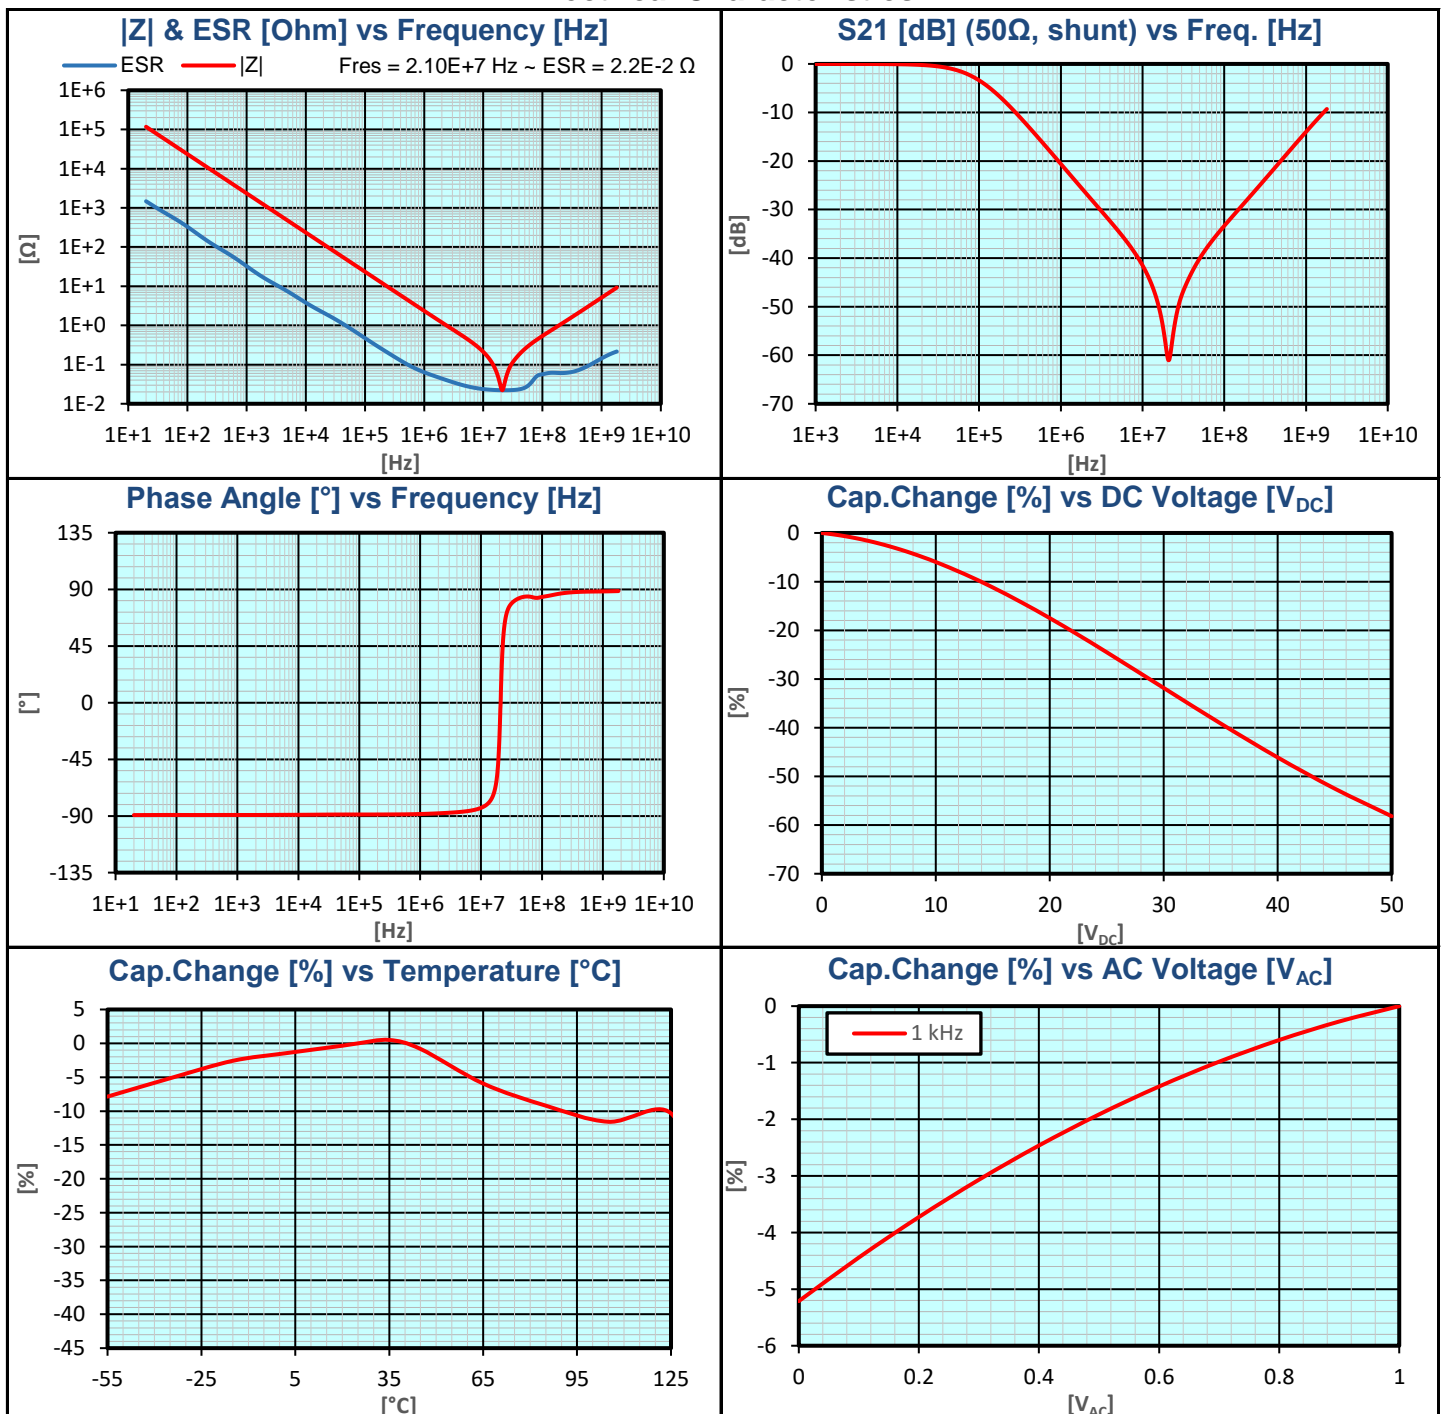 |Z| & ESR [Ohm] vs Frequency [Hz]
ESR |Z| Fres = 2.10E+7 Hz ~ ESR = 2.2E-2 Ω
1E+6
1E+5
1E+4
1E+3
1E+2
1E+1
1E+0
1E-1
1E-2
[Ω]
1E+1 1E+2 1E+3 1E+4 1E+5 1E+6 1E+7 1E+8 1E+9 1E+10
[Hz]
S21 [dB] (50Ω, shunt) vs Freq. [Hz]
0
-10
-20
-30
-40
-50
-60
-70
[dB]
1E+3 1E+4 1E+5 1E+6 1E+7 1E+8 1E+9 1E+10
[Hz]
Phase Angle [°] vs Frequency [Hz]
135
90
45
0
-45
-90
-135
[°]
1E+1 1E+2 1E+3 1E+4 1E+5 1E+6 1E+7 1E+8 1E+9 1E+10
[Hz]
Cap.Change [%] vs DC Voltage [VDC]
0
-10
-20
-30
-40
-50
-60
-70
[%]
0 10 20 30 40 50
[VDC]
Cap.Change [%] vs Temperature [°C]
5
0
-5
-10
-15
-20
-25
-30
-35
-40
-45
[%]
-55 -25 5 35 65 95 125
[°C]
Cap.Change [%] vs AC Voltage [VAC]
1 kHz
0
-1
-2
-3
-4
-5
-6
[%]
0 0.2 0.4 0.6 0.8 1
[VAC]